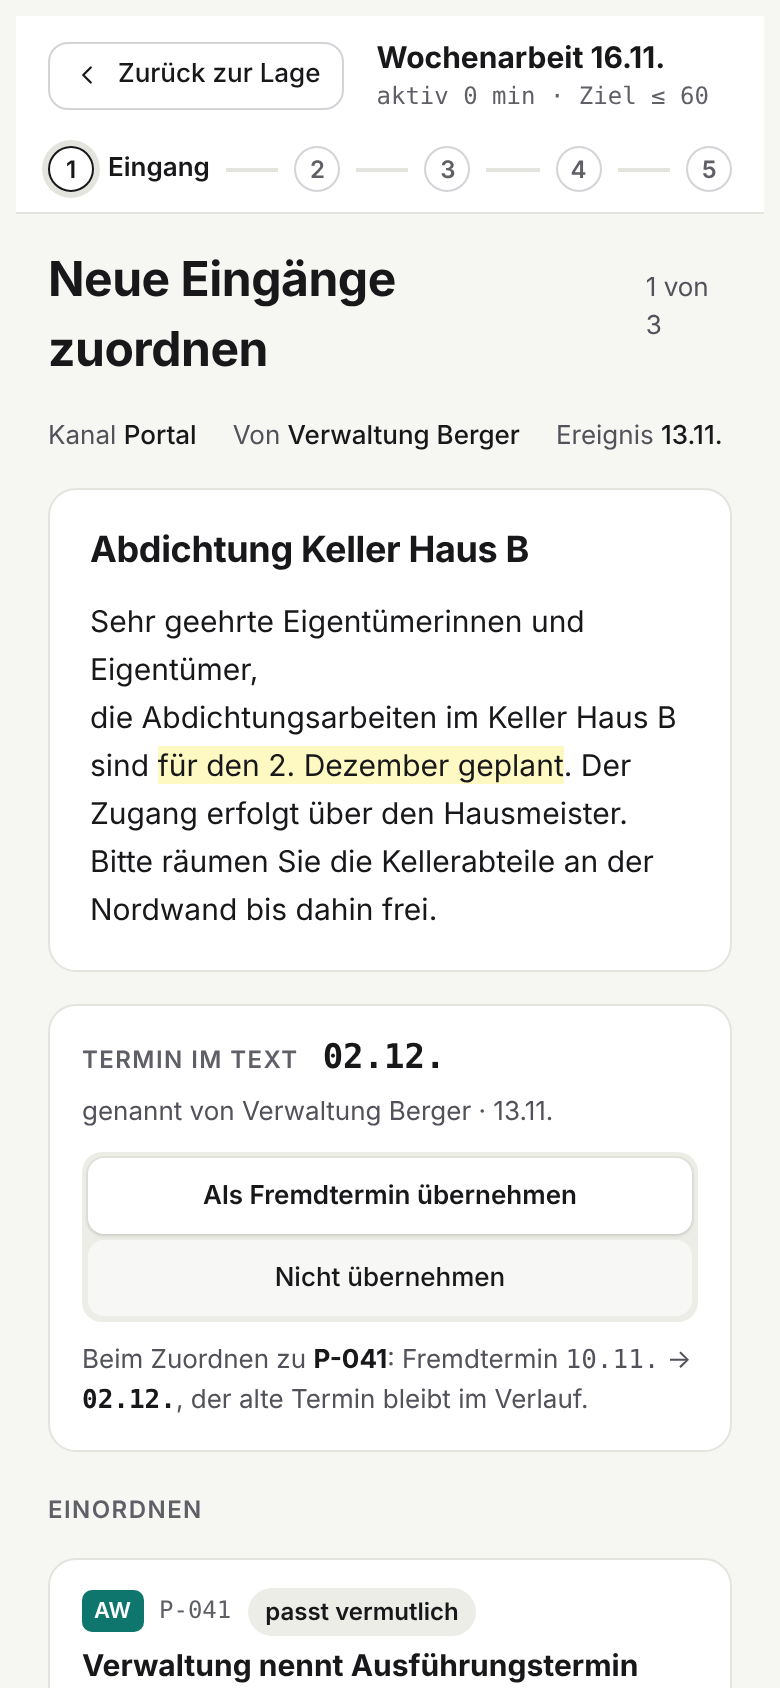 Zurück zur Lage
Wochenarbeit 16.11.
aktiv 0 min · Ziel ≤ 60
1 Eingang 2 3 4 5
Neue Eingänge
zuordnen
1 von
3
Kanal Portal Von Verwaltung Berger Ereignis 13.11.
Abdichtung Keller Haus B
Sehr geehrte Eigentümerinnen und
Eigentümer,
die Abdichtungsarbeiten im Keller Haus B
sind für den 2. Dezember geplant. Der
Zugang erfolgt über den Hausmeister.
Bitte räumen Sie die Kellerabteile an der
Nordwand bis dahin frei.
TERMIN IM TEXT 02.12.
genannt von Verwaltung Berger · 13.11.
Als Fremdtermin übernehmen
Nicht übernehmen
Beim Zuordnen zu P-041: Fremdtermin 10.11. →
02.12., der alte Termin bleibt im Verlauf.
EINORDNEN
AW P-041 passt vermutlich
Verwaltung nennt Ausführungstermin